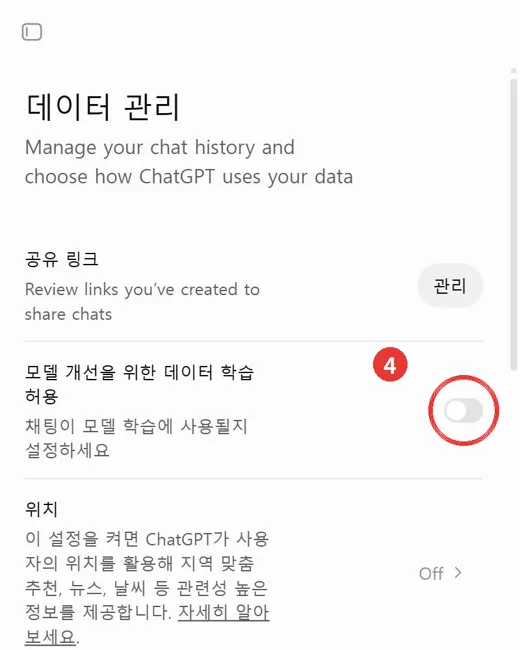 데이터 관리
Manage your chat history and
choose how ChatGPT uses your data
공유 링크
Review links you’ve created to
share chats
관리
모델 개선을 위한 데이터 학습
허용
채팅이 모델 학습에 사용될지
설정하세요
4
위치
이 설정을 켜면 ChatGPT가 사용
자의 위치를 활용해 지역 맞춤
추천, 뉴스, 날씨 등 관련성 높은
정보를 제공합니다. 자세히 알아
보세요.
Off